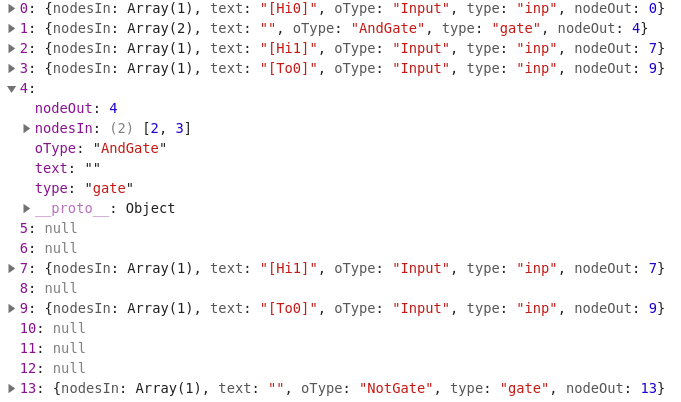 0: {nodesIn: Array(1), text: "[Hi0]", oType: "Input", type: "inp", nodeOut: 0}
1: {nodesIn: Array(2), text: "", oType: "AndGate", type: "gate", nodeOut: 4}
2: {nodesIn: Array(1), text: "[Hi1]", oType: "Input", type: "inp", nodeOut: 7}
3: {nodesIn: Array(1), text: "[To0]", oType: "Input", type: "inp", nodeOut: 9}
4:
nodeOut: 4
nodesIn: (2) [2, 3]
oType: "AndGate"
text: ""
type: "gate"
__proto__: Object
5: null
6: null
7: {nodesIn: Array(1), text: "[Hi1]", oType: "Input", type: "inp", nodeOut: 7}
8: null
9: {nodesIn: Array(1), text: "[To0]", oType: "Input", type: "inp", nodeOut: 9}
10: null
11: null
12: null
13: {nodesIn: Array(1), text: "", oType: "NotGate", type: "gate", nodeOut: 13}